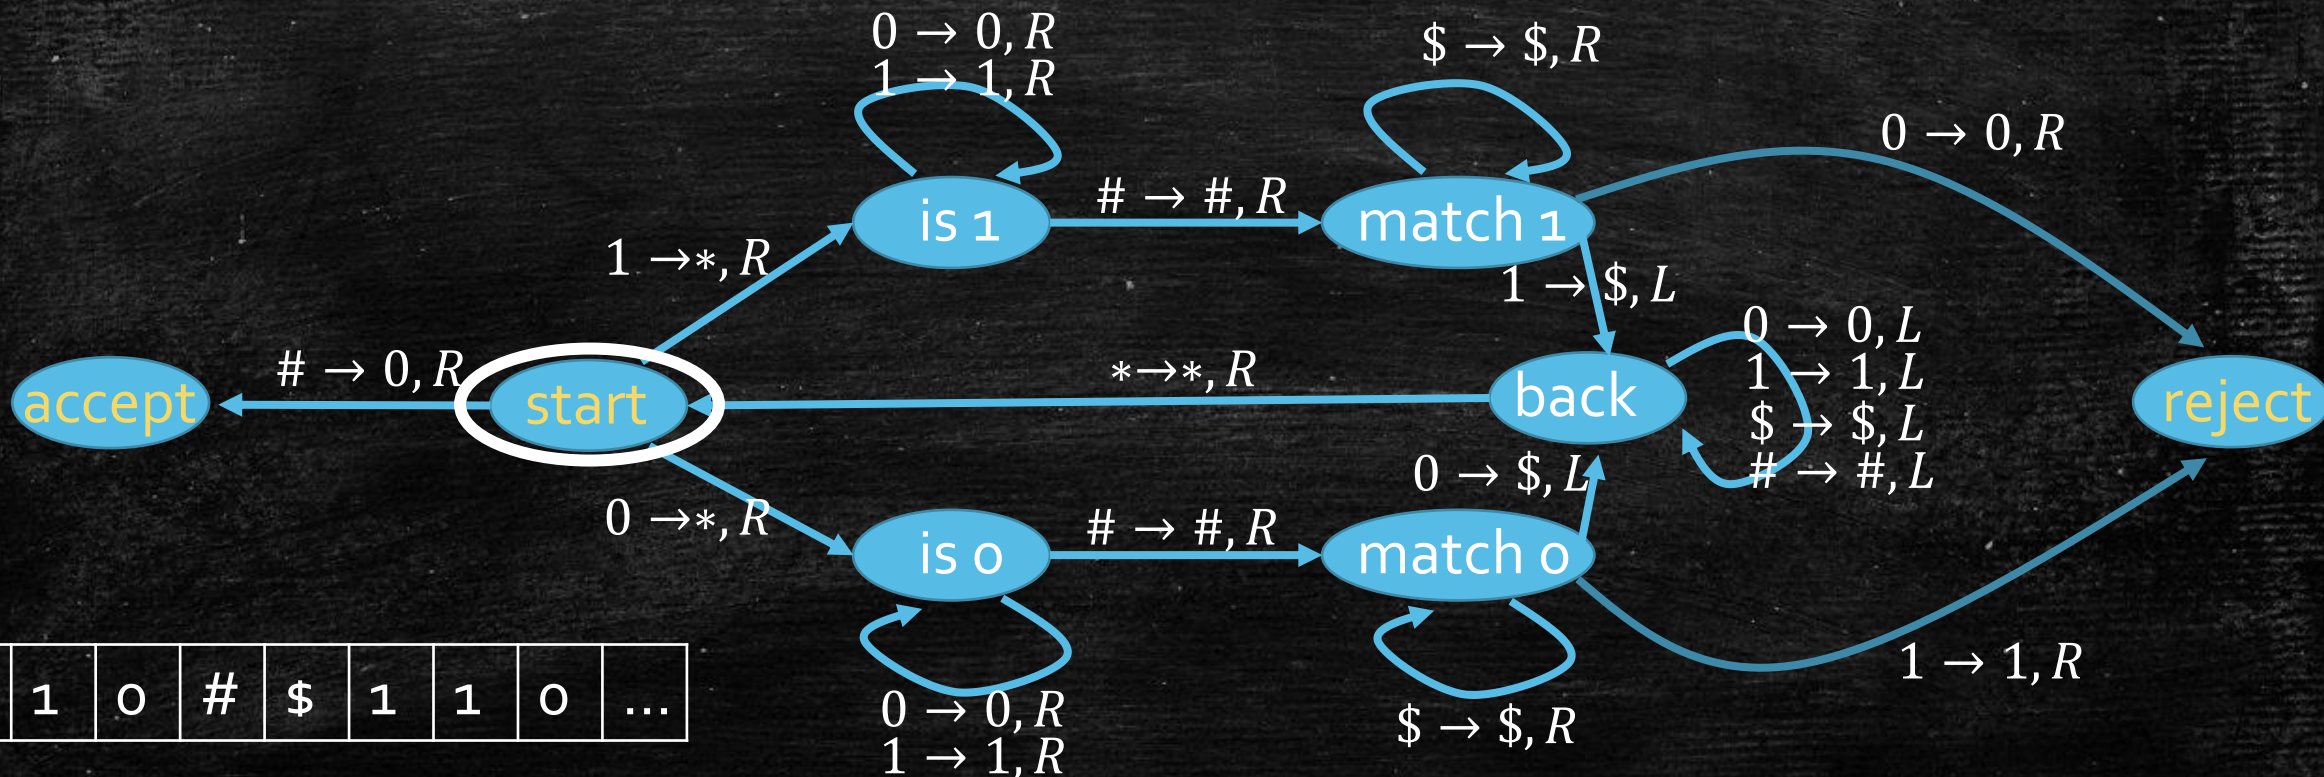 0 → 0, R
1 → 1, R
$ → $, R
0 → 0, R
is 1
# → #, R
match 1
1 →*, R
1 → $, L
accept
# → 0, R
start
*→*, R
back
0 → 0, L
1 → 1, L
$ → $, L
# → #, L
reject
0 →*, R
0 → $, L
is 0
# → #, R
match 0
1 → 1, R
0 → 0, R
1 → 1, R
$ → $, R
1 0 # $ 1 1 0 ...